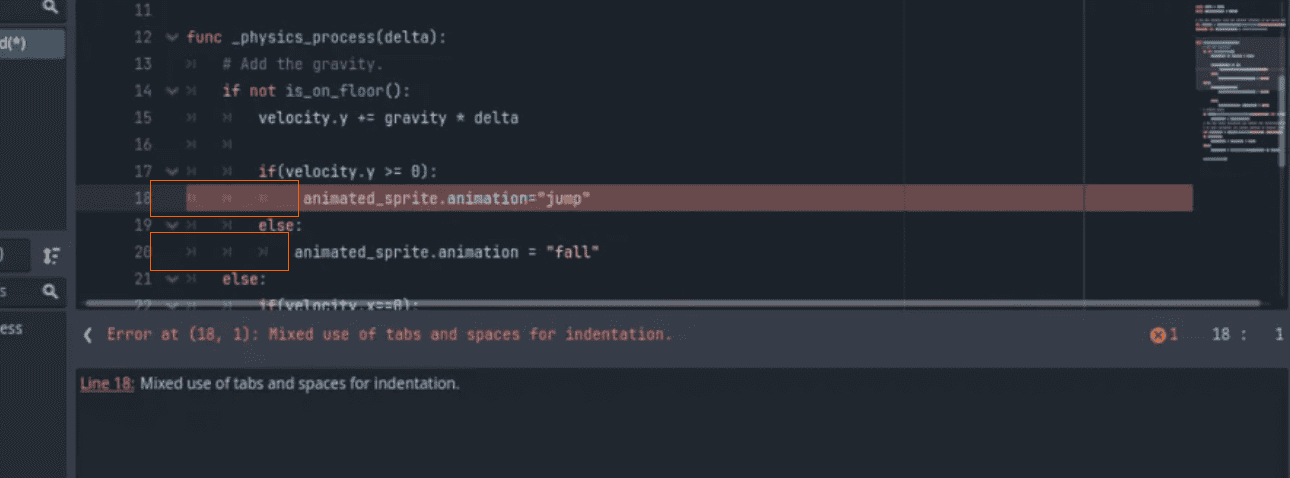 11
d(*)
12 func _physics_process(delta):
13 # Add the gravity.
14 if not is_on_floor():
15 velocity.y += gravity * delta
16
17 if(velocity.y >= 0):
18 animated_sprite.animation="jump"
19 else:
20 animated_sprite.animation = "fall"
21 else:
22 if(velocity.x==0):
)
s
ess
Error at (18, 1): Mixed use of tabs and spaces for indentation.
1 18 : 1
Line 18: Mixed use of tabs and spaces for indentation.